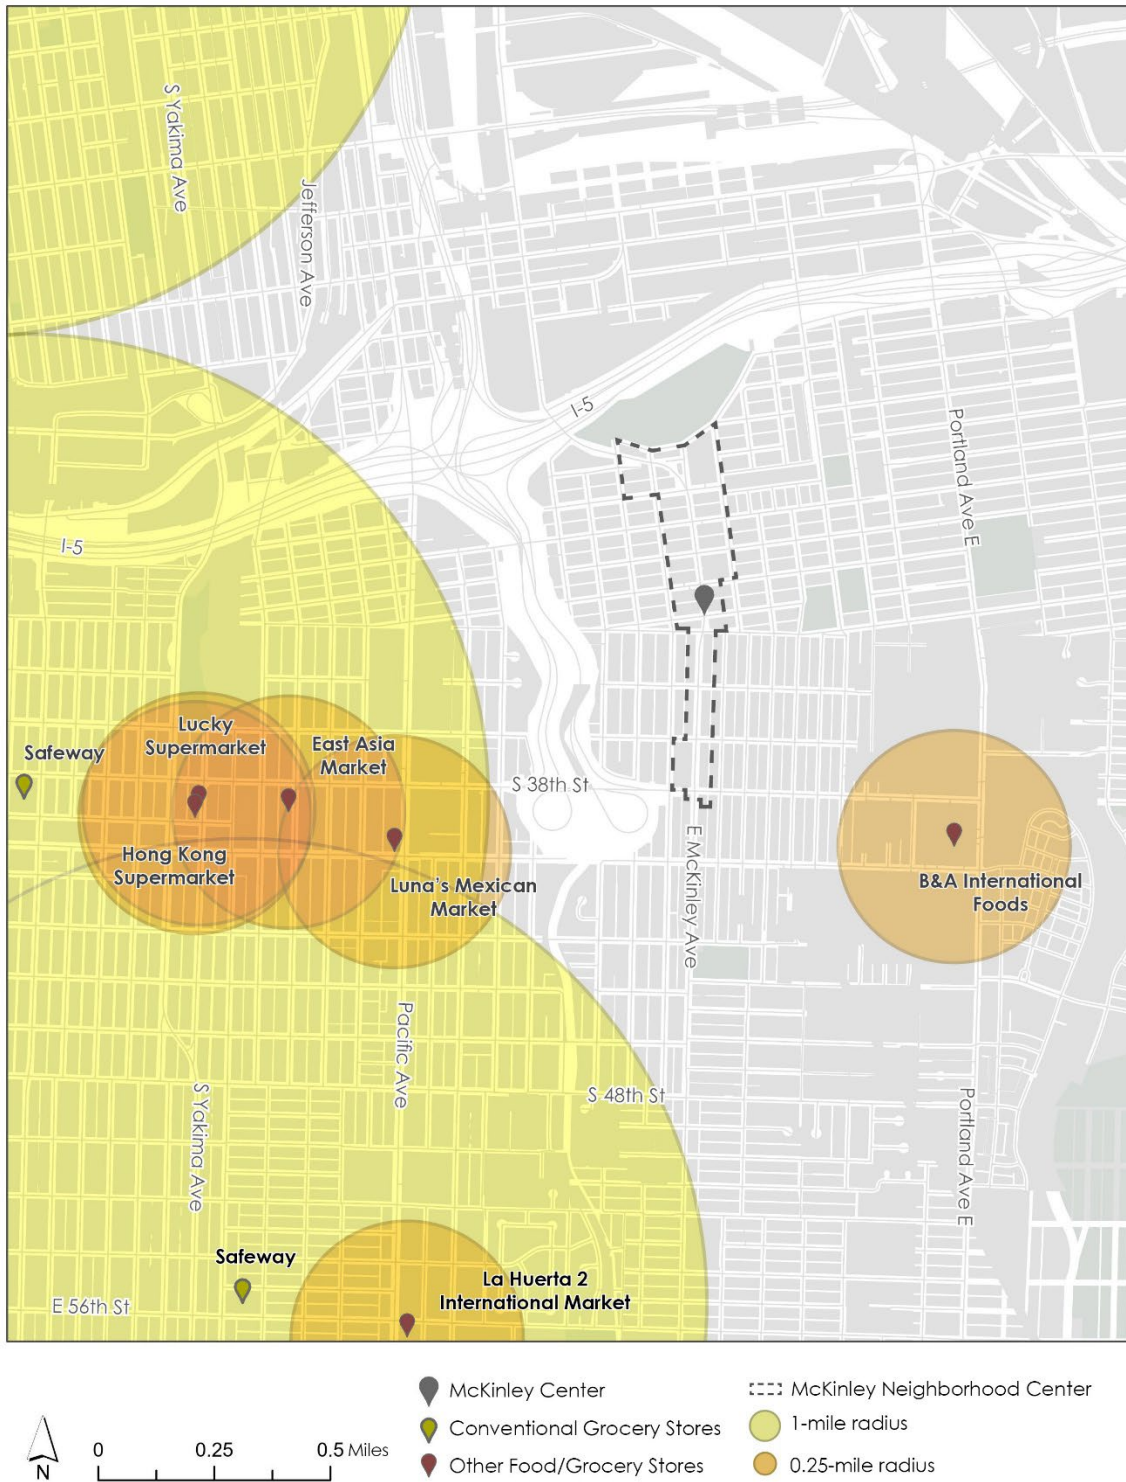 S Yakima Ave
Jefferson Ave
I-5
Portland Ave E
I-5
Safeway
Lucky
Supermarket
East Asia
Market
S 38th St
Hong Kong
Supermarket
Luna's Mexican
Market
E McKinley Ave
B&A International
Foods
Pacific Ave
S Yakima Ave
S 48th St
Portland Ave E
Safeway
La Huerta 2
International Market
E 56th St
N
0 0.25 0.5 Miles
McKinley Center
Conventional Grocery Stores
Other Food/Grocery Stores
McKinley Neighborhood Center
1-mile radius
0.25-mile radius